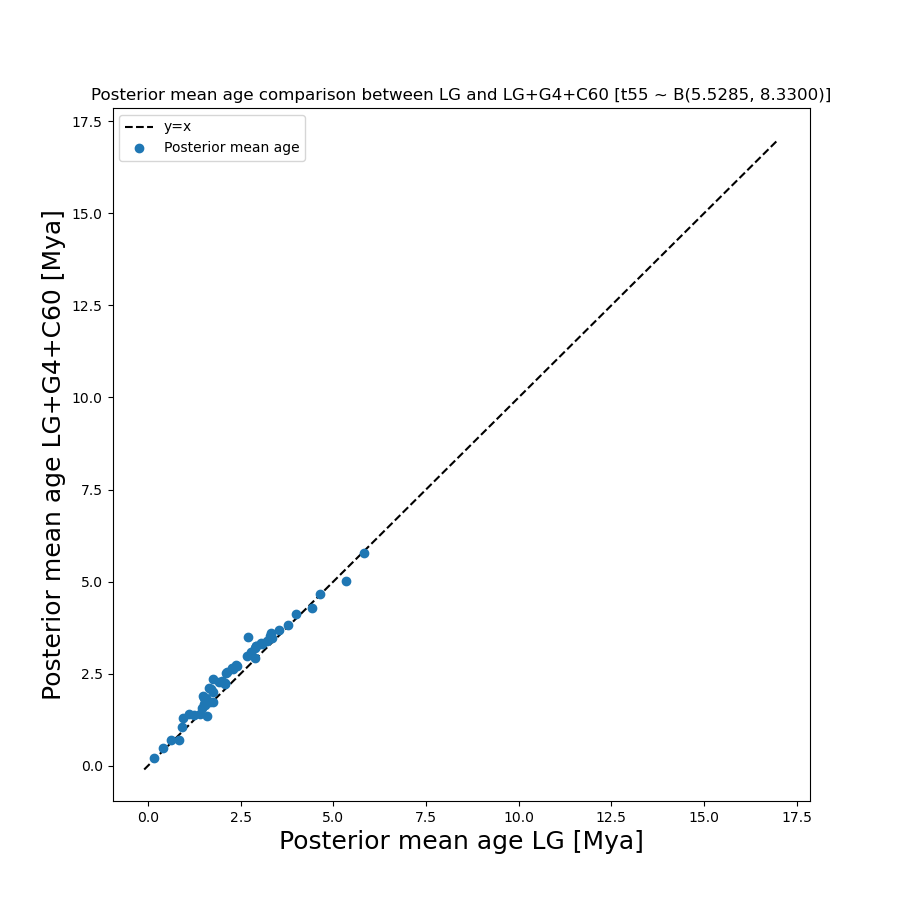 Posterior mean age comparison between LG and LG+G4+C60 [t55 ~ B(5.5285, 8.3300)]
y=x
Posterior mean age
17.5
15.0
12.5
10.0
7.5
5.0
2.5
0.0
Posterior mean age LG+G4+C60 [Mya]
0.0 2.5 5.0 7.5 10.0 12.5 15.0 17.5
Posterior mean age LG [Mya]